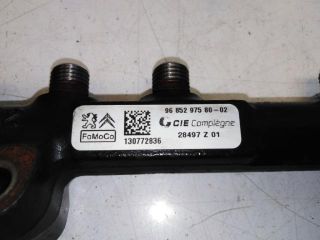 96 852 975 80-02
CIE Compiègne
FoMoCo
130772836
28497 Z 01